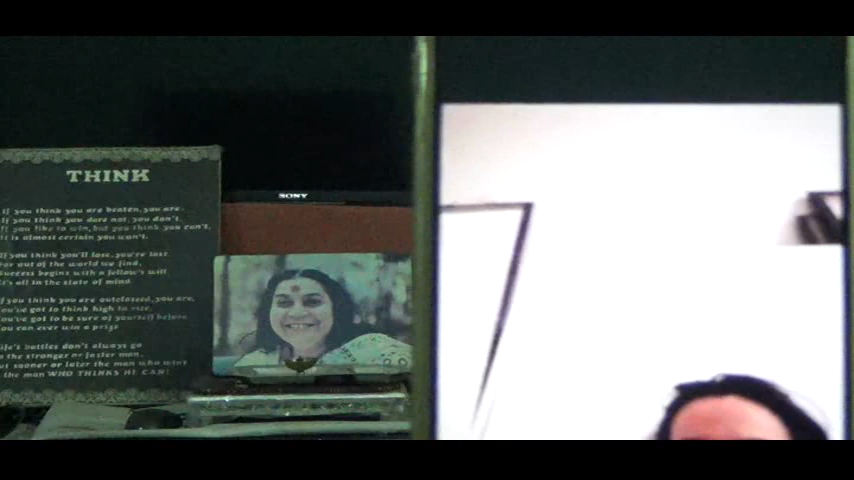 THINK
If you think you are beaten, you are.
If you think you dare not, you don't.
If you like to win, but you think you can't,
It is almost certain you won't.
If you think you'll lose, you're lost
For out of the world we find,
Success begins with a fellow's will
It's all in the state of mind.
If you think you are outclassed, you are,
You've got to think high to rise.
You've got to be sure of yourself before
You can ever win a prize
Life's battles don't always go
to the stronger or faster man,
But sooner or later the man who wins
the man WHO THINKS HE CAN!
SONY